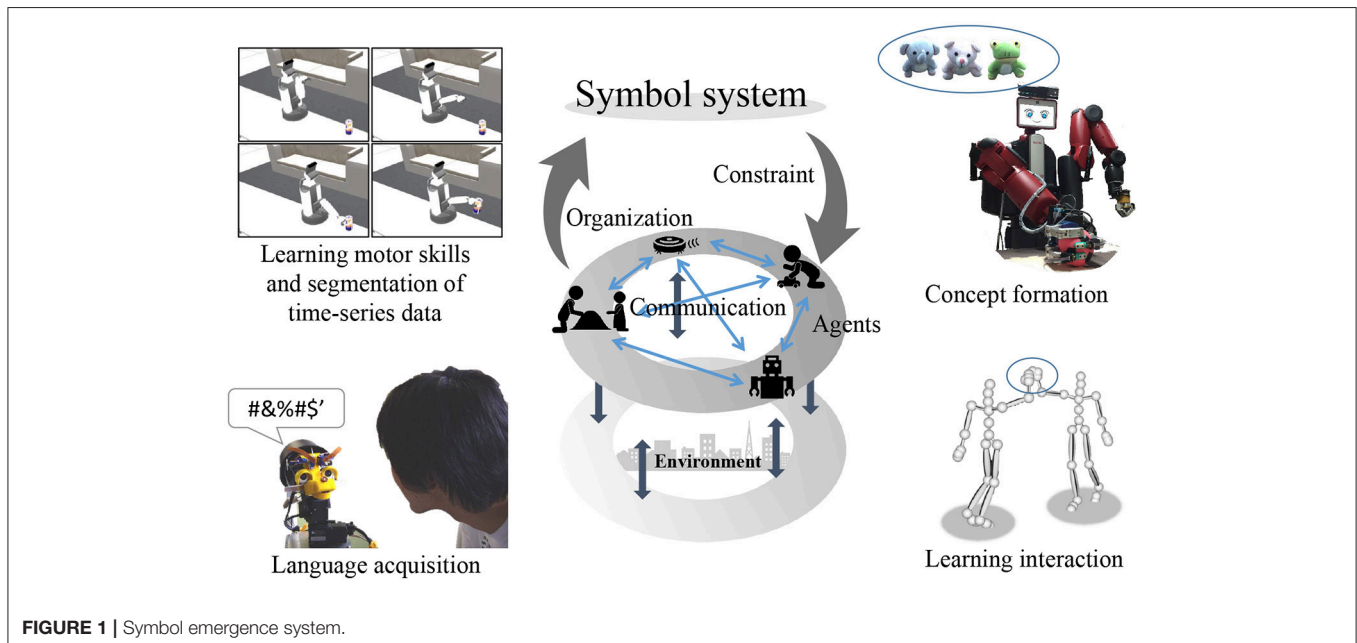 Symbol system
Constraint
Organization
Communication
Agents
Environment
Learning motor skills
and segmentation of
time-series data
Concept formation
#&%#$'
Language acquisition
Learning interaction
FIGURE 1 | Symbol emergence system.